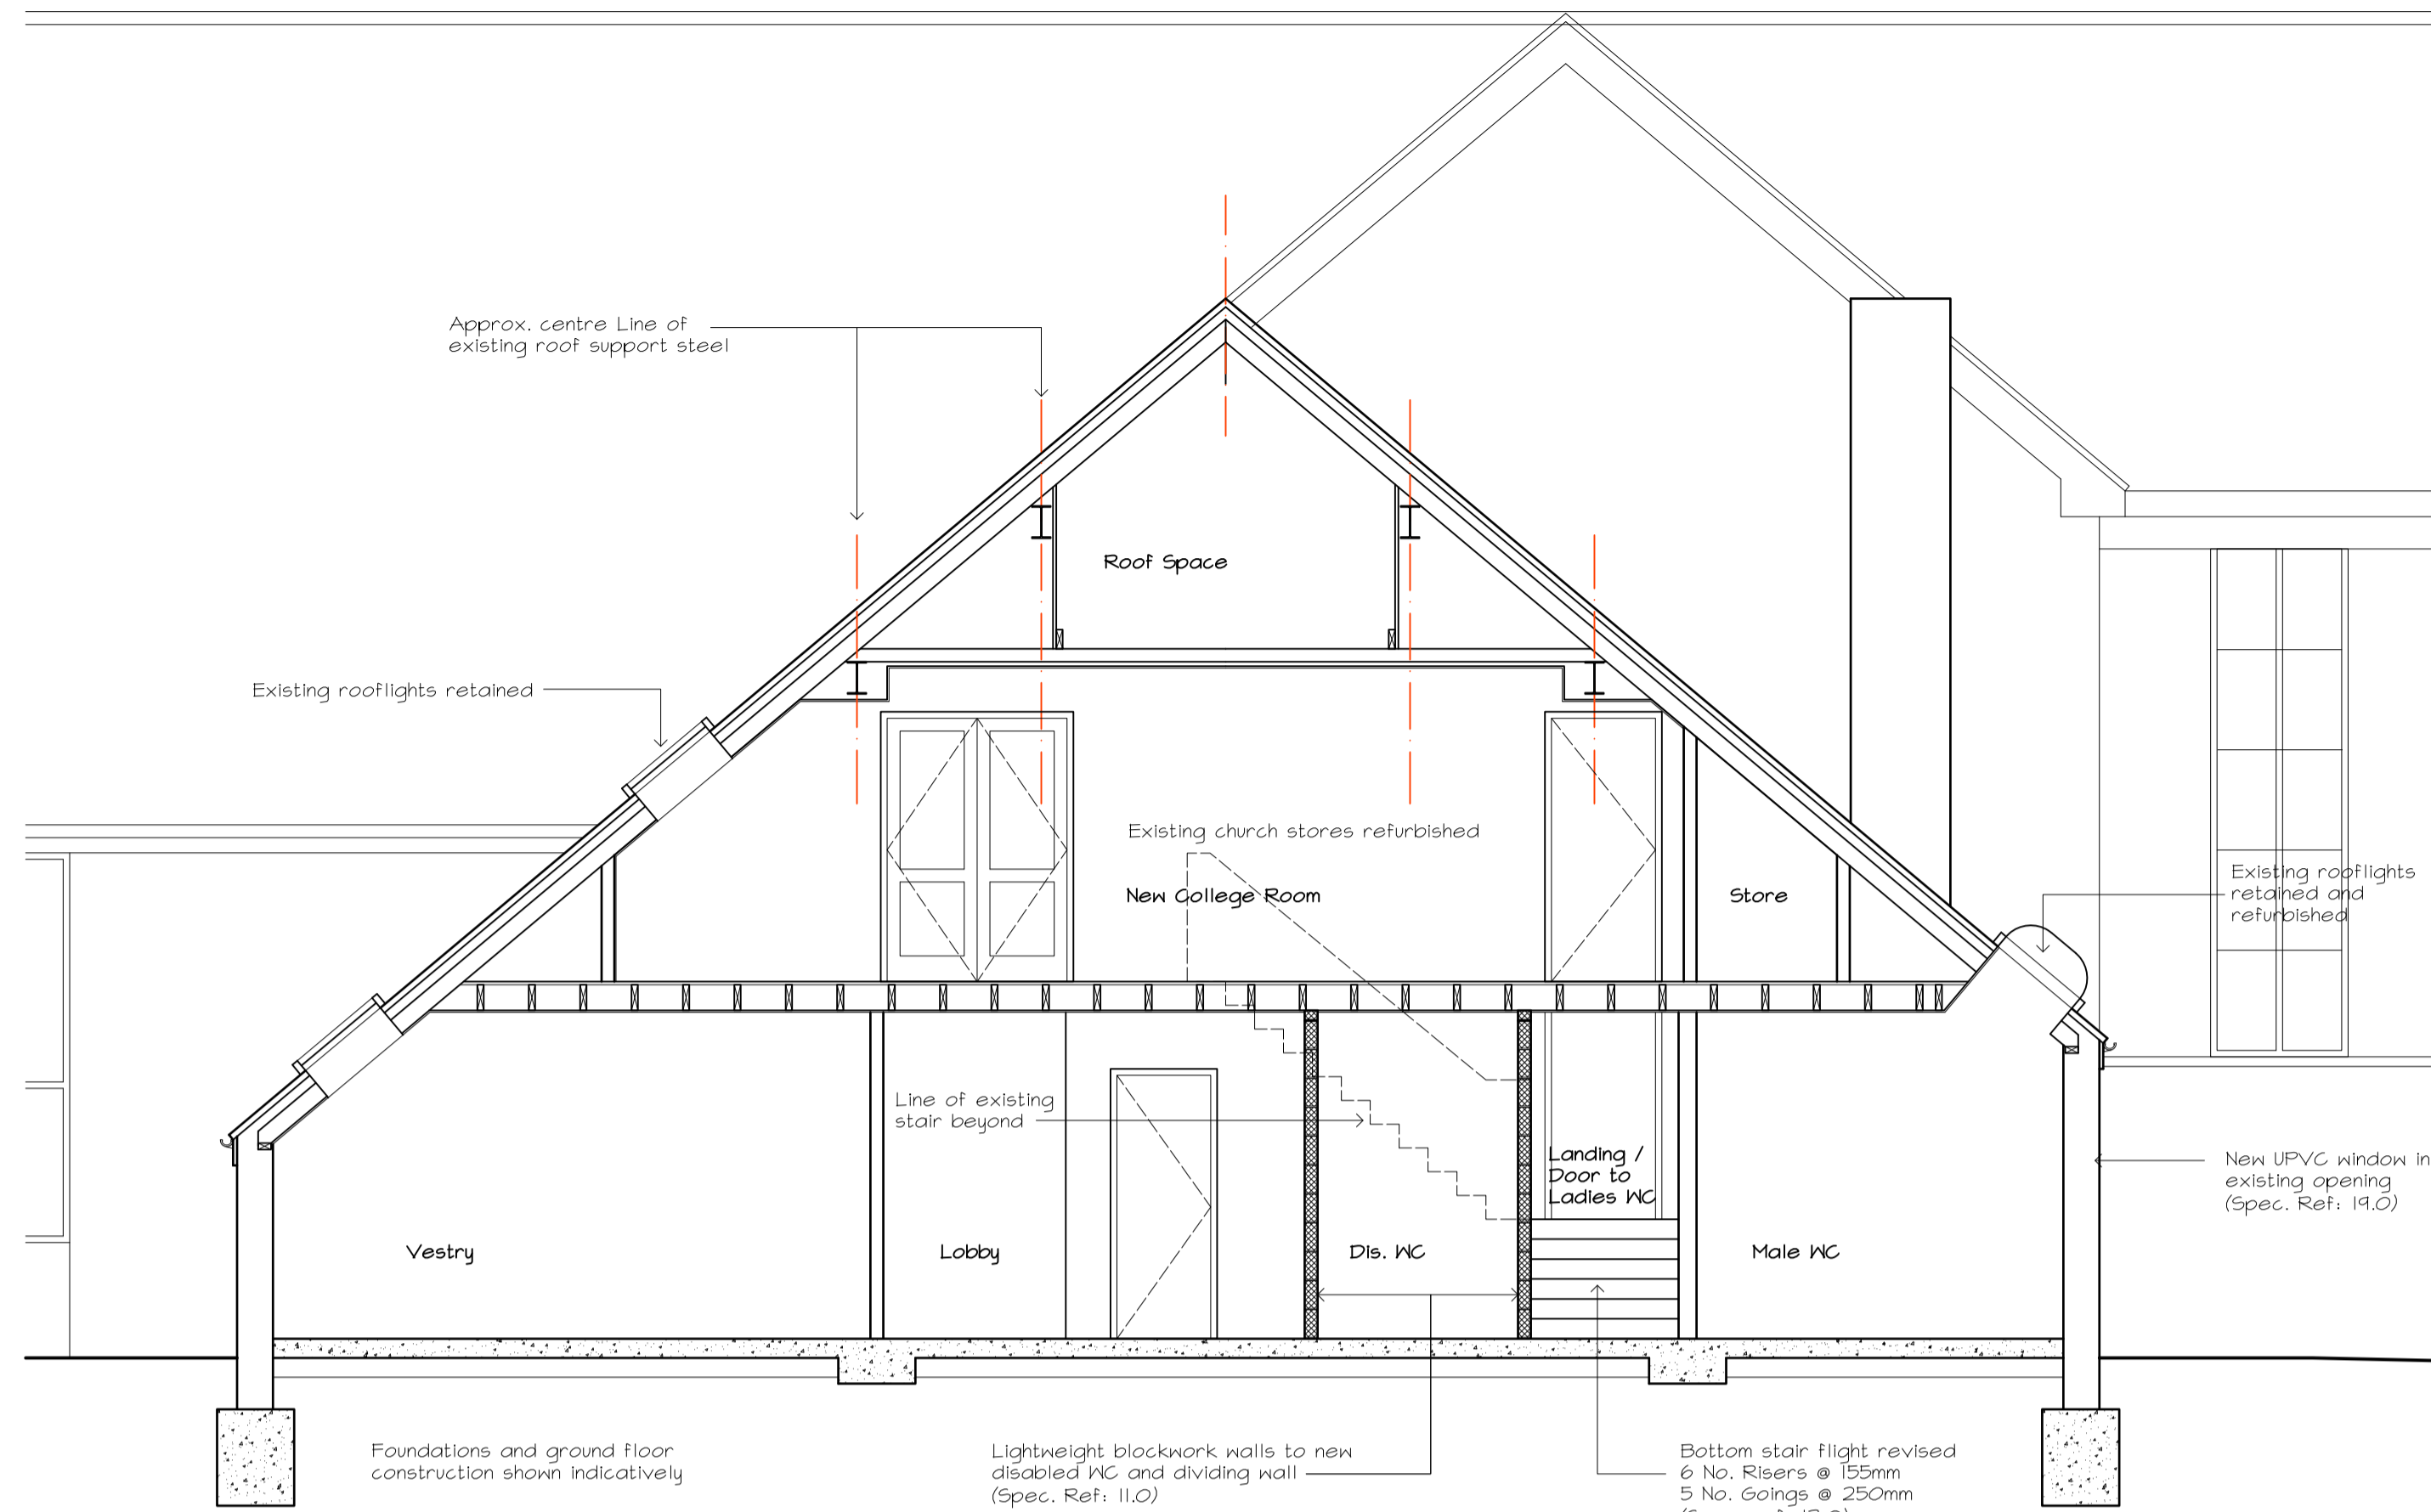 Approx. centre Line of
existing roof support steel
Roof Space
Existing rooflights retained
Existing church stores refurbished
New College Room
Store
Existing rooflights
retained and
refurbished
Line of existing
stair beyond
Landing /
Door to
Ladies WC
New UPVC window in
existing opening
(Spec. Ref: 19.0)
Vestry
Lobby
Dis. WC
Male WC
Foundations and ground floor
construction shown indicatively
Lightweight blockwork walls to new
disabled WC and dividing wall
(Spec. Ref: 11.0)
Bottom stair flight revised
6 No. Risers @ 155mm
5 No. Goings @ 250mm